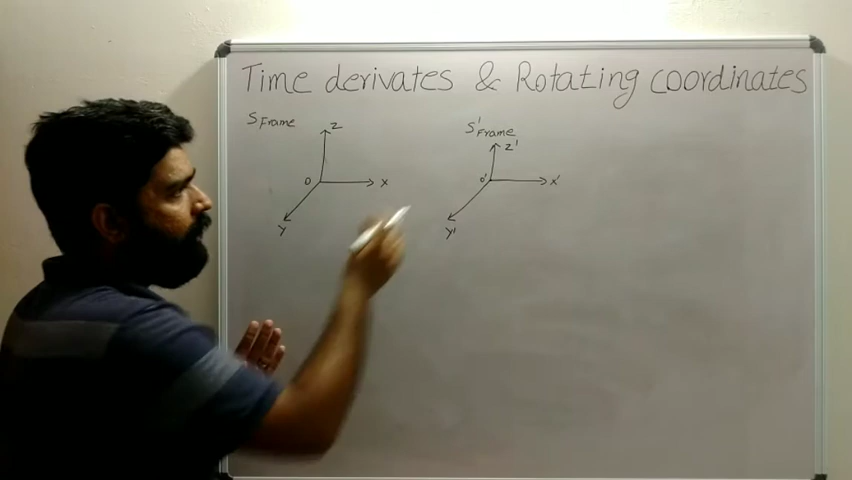 Time derivates & Rotating coordinates
S Frame
Z
O
X
Y
S' Frame
Z'
O'
X'
Y'